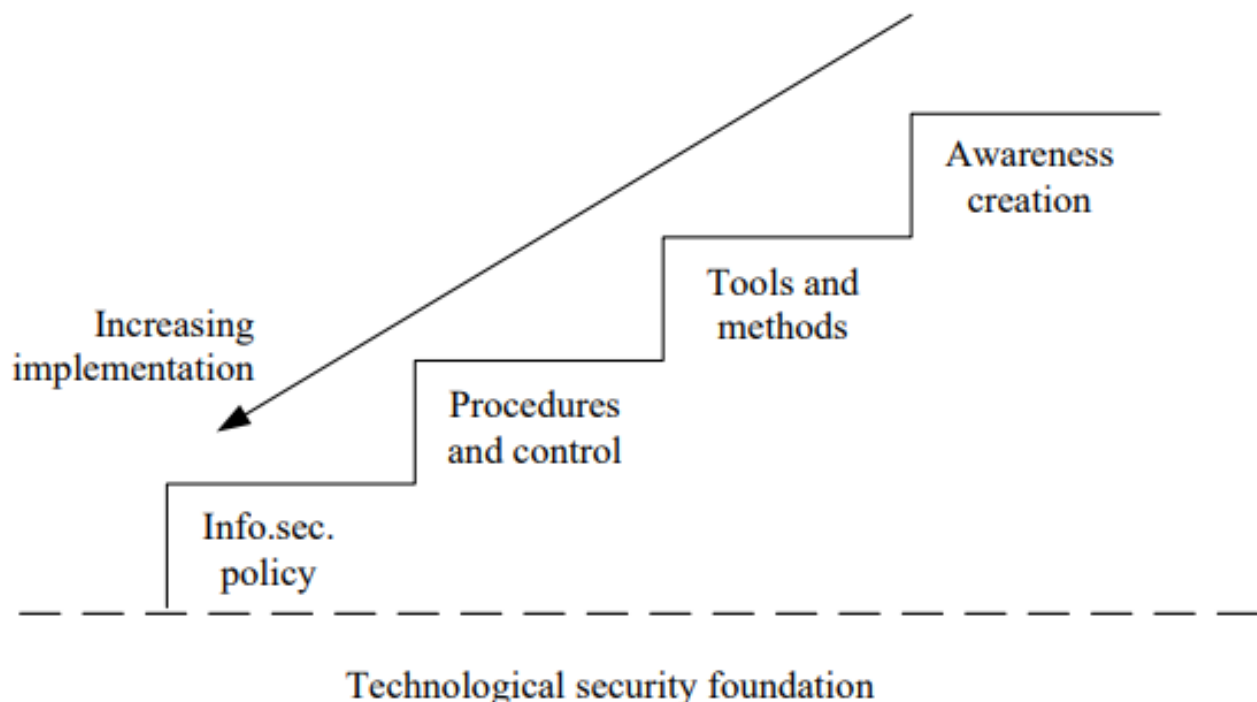 Awareness
creation
Tools and
methods
Increasing
implementation
Procedures
and control
Info.sec.
policy
Technological security foundation